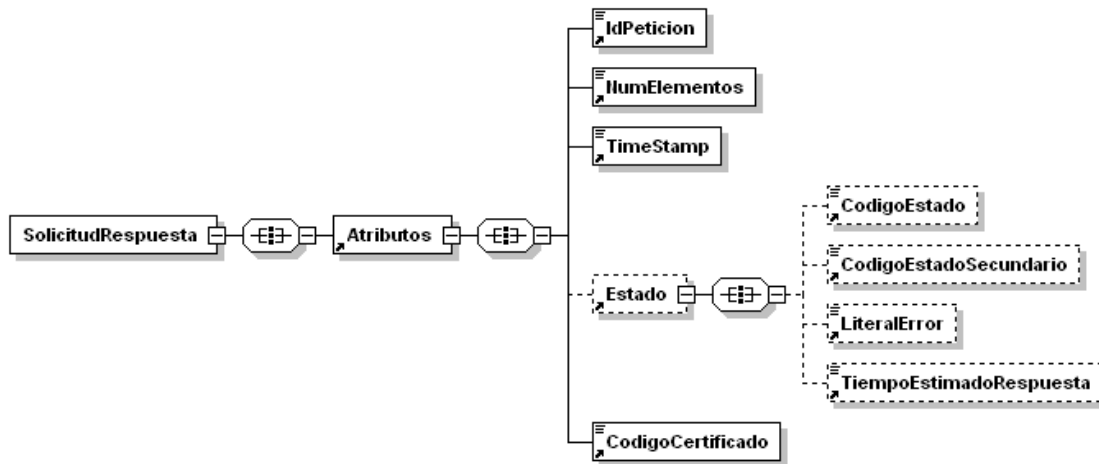 IdPeticion
NumElementos
TimeStamp
SolicitudRespuesta
Atributos
Estado
CodigoEstado
CodigoEstadoSecundario
LiteralError
TiempoEstimadoRespuesta
CodigoCertificado